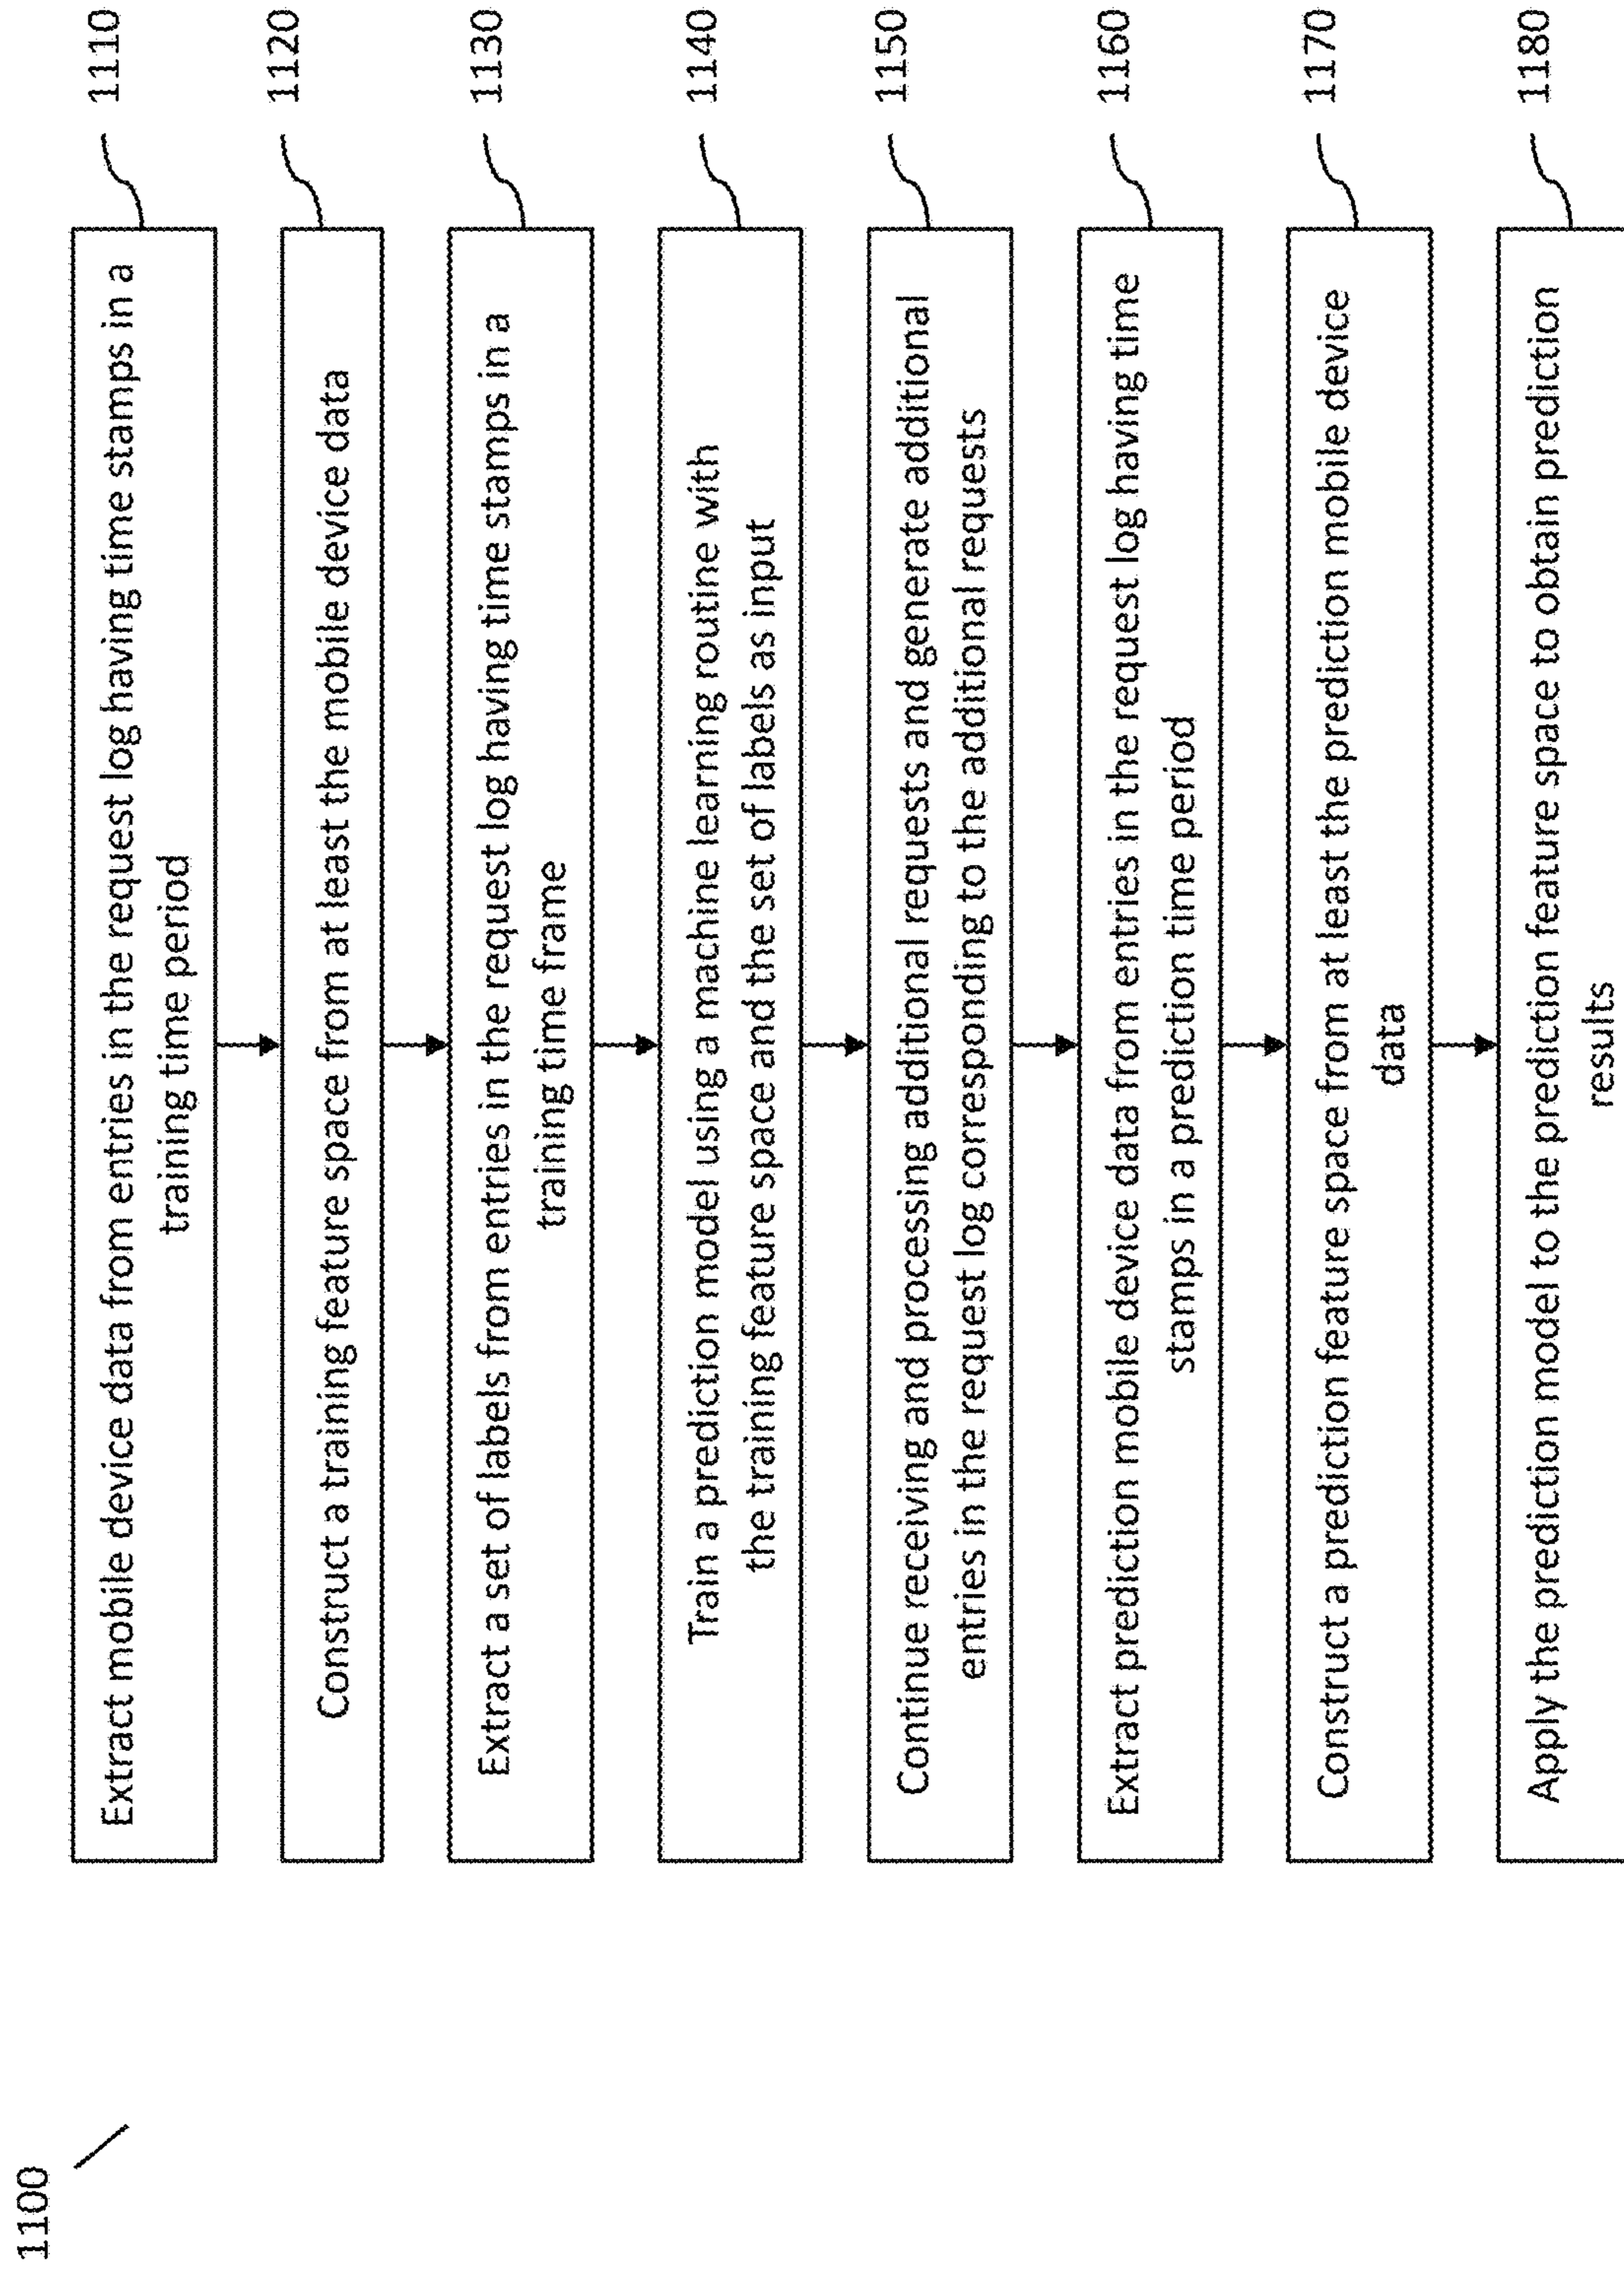 1100
Extract mobile device data from entries in the request log having time stamps in a
training time period
1110
Construct a training feature space from at least the mobile device data
1120
Extract a set of labels from entries in the request log having time stamps in a
training time frame
1130
Train a prediction model using a machine learning routine with
the training feature space and the set of labels as input
1140
Continue receiving and processing additional requests and generate additional
entries in the request log corresponding to the additional requests
1150
Extract prediction mobile device data from entries in the request log having time
stamps in a prediction time period
1160
Construct a prediction feature space from at least the prediction mobile device
data
1170
Apply the prediction model to the prediction feature space to obtain prediction
results
1180